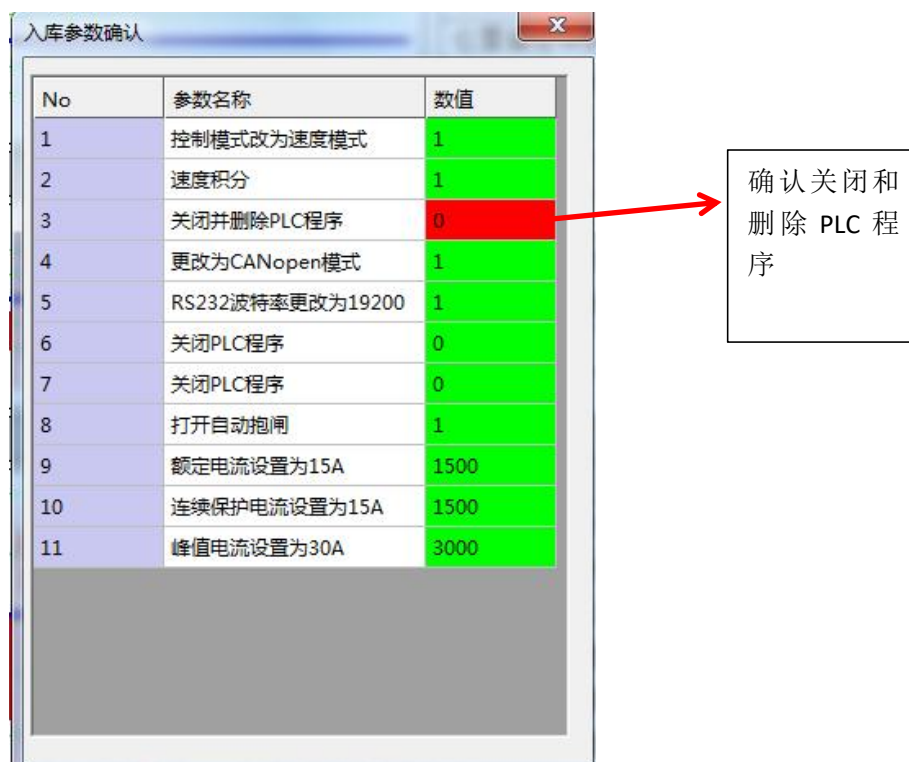 入库参数确认
No 参数名称 数值
1 控制模式改为速度模式 1
2 速度积分 1
3 关闭并删除PLC程序 0
4 更改为CANopen模式 1
5 RS232波特率更改为19200 1
6 关闭PLC程序 0
7 关闭PLC程序 0
8 打开自动抱闸 1
9 额定电流设置为15A 1500
10 连续保护电流设置为15A 1500
11 峰值电流设置为30A 3000
确认关闭和
删除 PLC 程
序